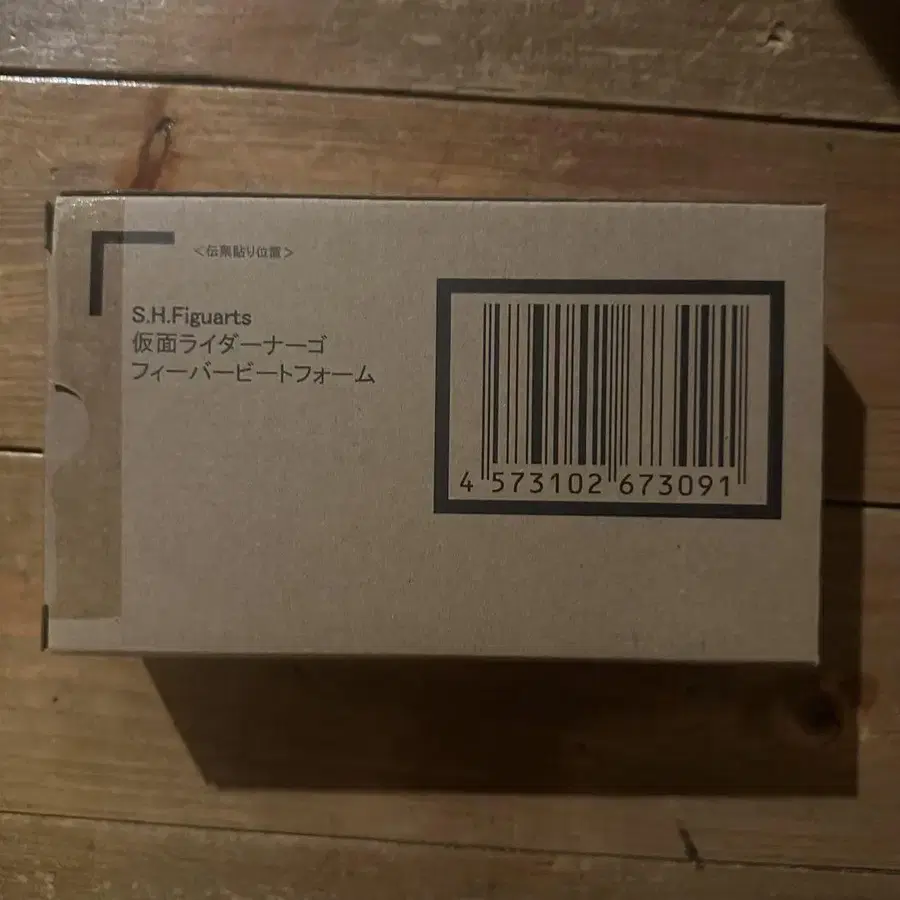 <伝票貼り位置>
S.H.Figuarts
仮面ライダーナーゴ
フィーバービートフォーム
4 573102 673091